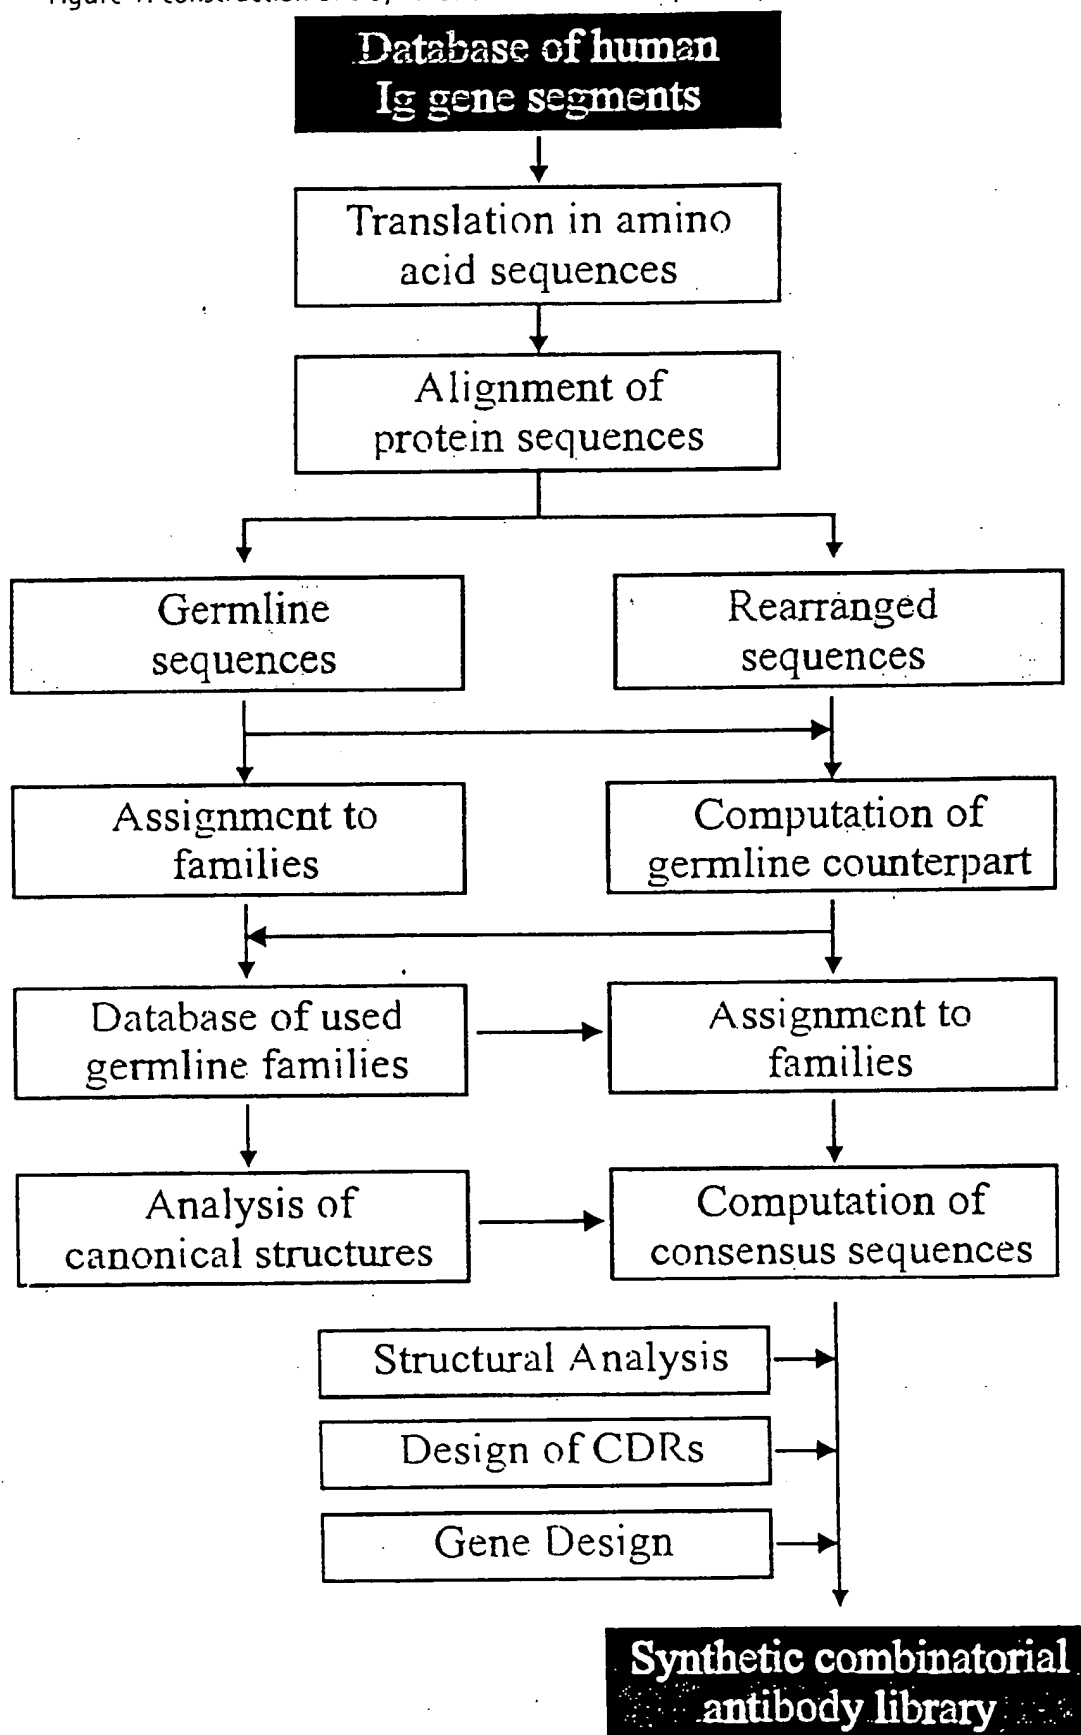 Database of human
Ig gene segments
Translation in amino
acid sequences
Alignment of
protein sequences
Germline
sequences
Rearranged
sequences
Assignment to
families
Computation of
germline counterpart
Database of used
germline families
Assignment to
families
Analysis of
canonical structures
Computation of
consensus sequences
Structural Analysis
Design of CDRs
Gene Design
Synthetic combinatorial
antibody library